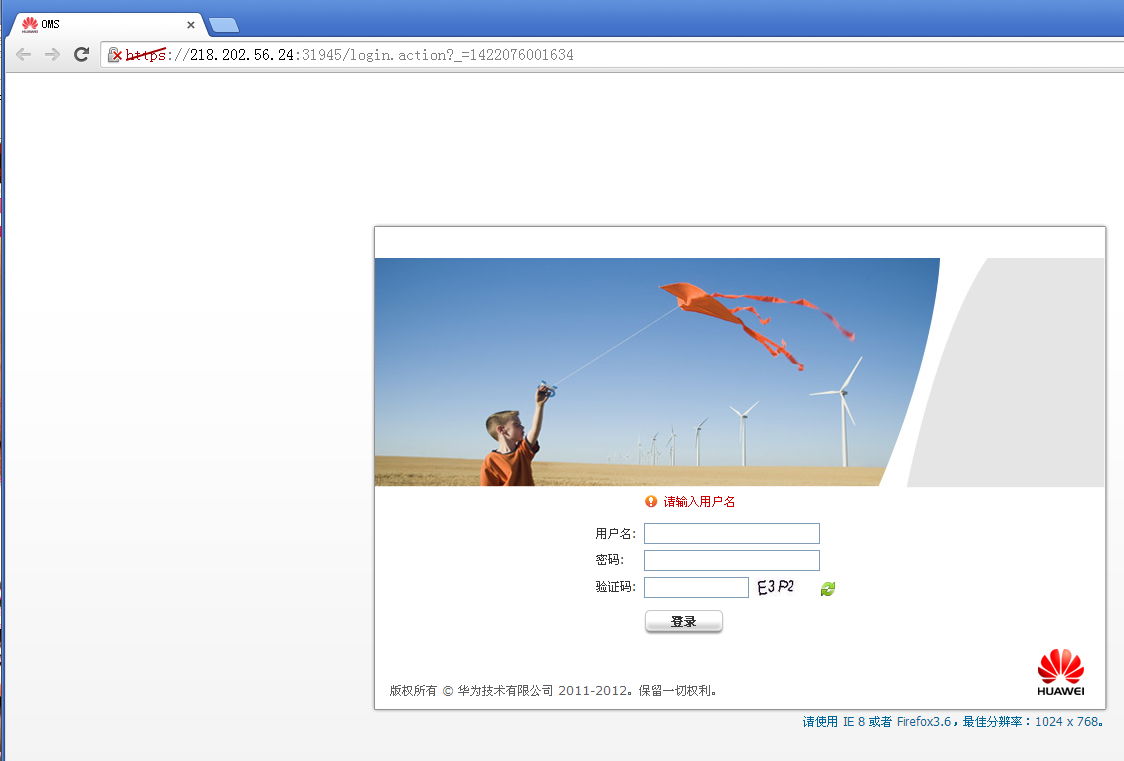 OMS
https://218.202.56.24:31945/login.action?_=1422076001634
请输入用户名
用户名:
密码:
验证码: E3P2
登录
HUAWEI
版权所有 © 华为技术有限公司 2011-2012。保留一切权利。
请使用 IE 8 或者 Firefox3.6，最佳分辨率：1024 x 768。